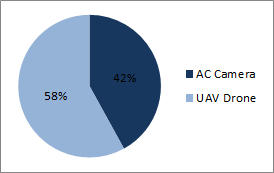 42%
58%
AC Camera
UAV Drone